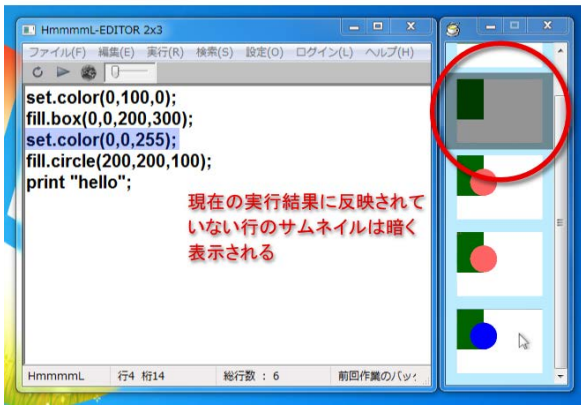 HmmmmL-EDITOR 2x3
ファイル(F) 編集(E) 実行(R) 検索(S) 設定(O) ログイン(L) ヘルプ(H)
set.color(0,100,0);
fill.box(0,0,200,300);
set.color(0,0,255);
fill.circle(200,200,100);
print "hello";
現在の実行結果に反映されて
いない行のサムネイルは暗く
表示される
HmmmmL 行4 桁14 総行数 : 6 前回作業のバッ